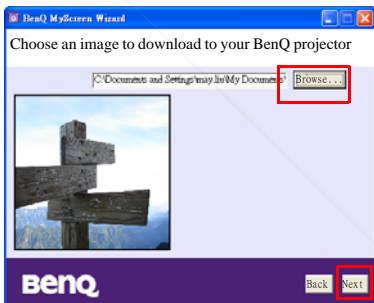 BenQ MyScreen Wizard
Choose an image to download to your BenQ projector
C:\Documents and Settings\may.liu\My Documents\
Browse...
BenQ
Back Next